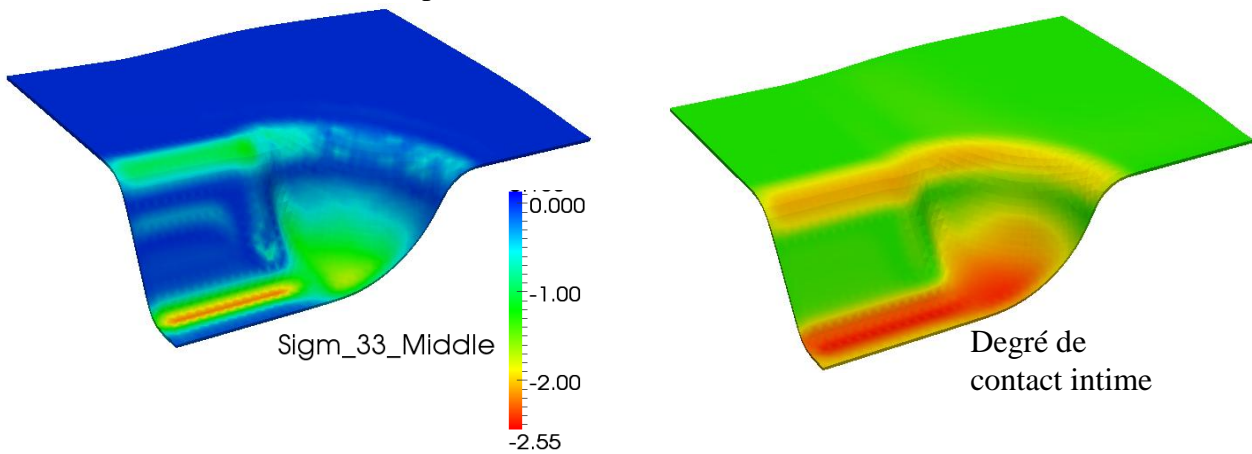 0.000
-1.00
Sigm_33_Middle
-2.00
-2.55
Degré de
contact intime